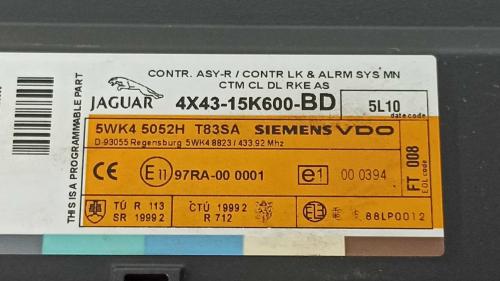 THIS IS A PROGRAMMABLE PART
CONTR. ASY-R / CONTR LK & ALRM SYS MN
CTM CL DL RKE AS
JAGUAR
4X43-15K600-BD
5L10
date code
5WK4 5052H T83SA SIEMENS VDO
D-93055 Regensburg 5WK4 8823 / 433.92 Mhz
CE E11 97RA-00 0001
e1 00 0394
FT 008
EOL code
TÜ R 113
SR 1999 2
CTÜ 1999 2
R 712
88LP0012